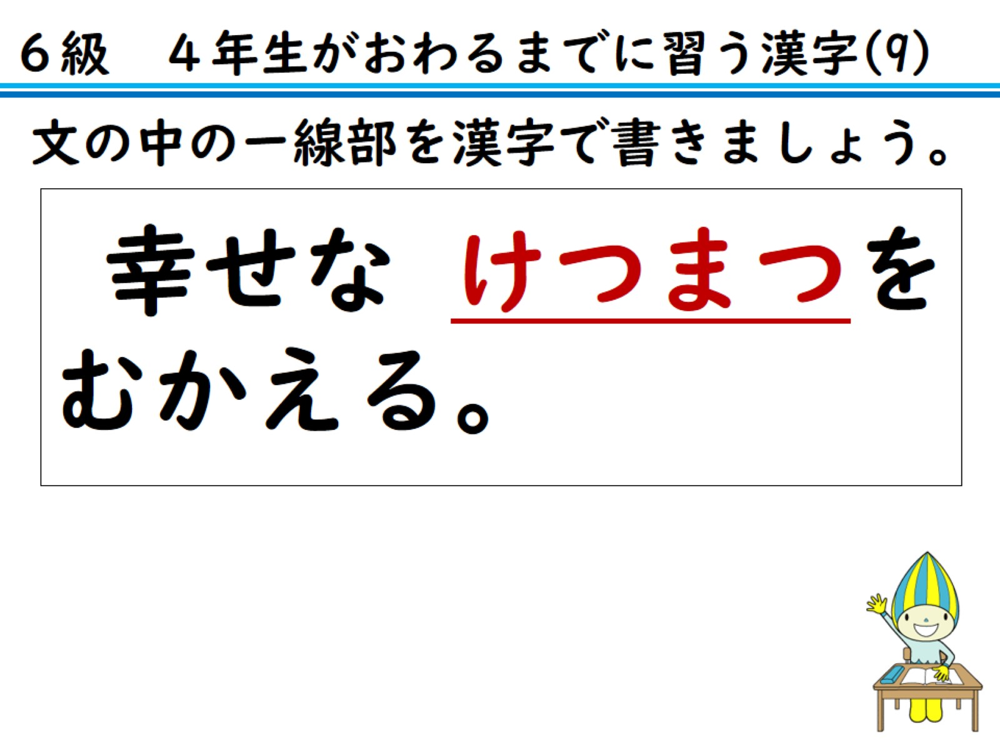 ６級　４年生がおわるまでに習う漢字(9)
文の中の一線部を漢字で書きましょう。
幸せな けつまつを
むかえる。